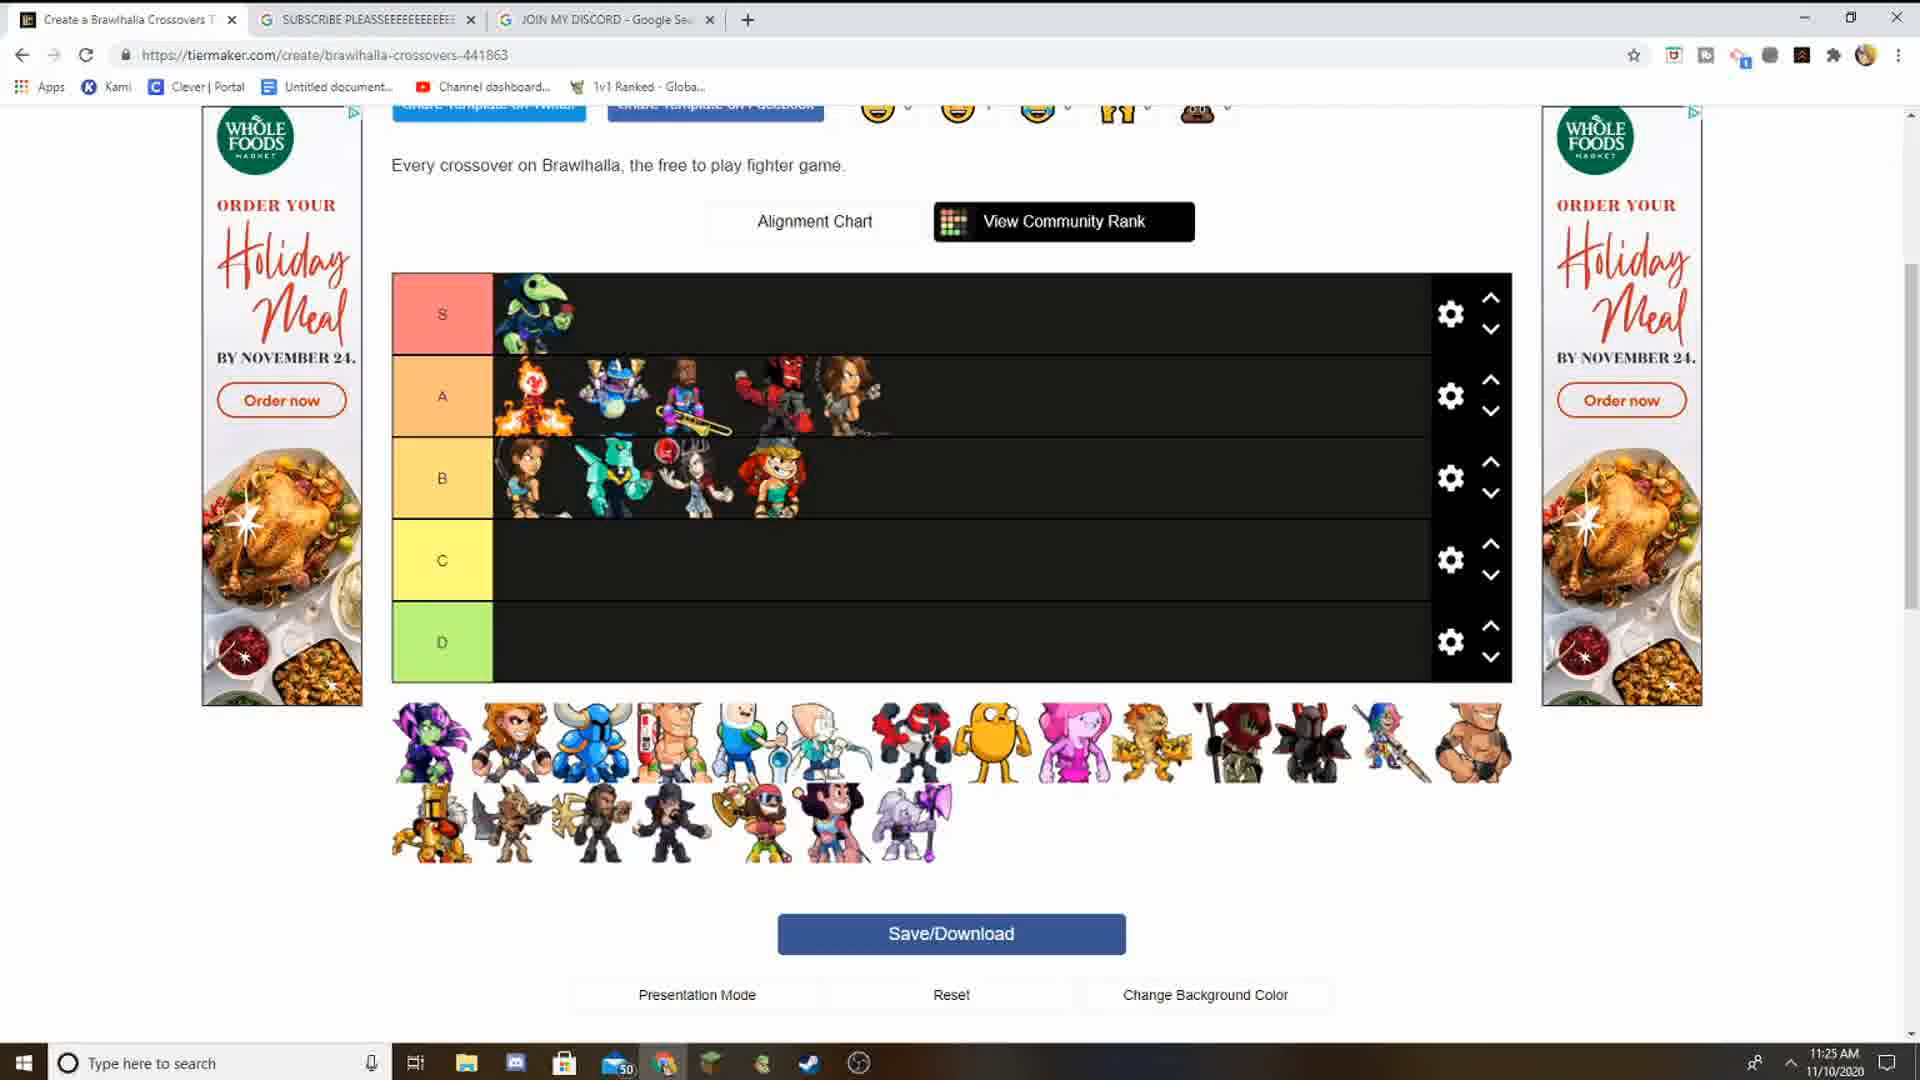 Create a Brawlhalla Crossovers T
SUBSCRIBE PLEASSEEEEEEEEEEE
JOIN MY DISCORD - Google Sea
https://tiermaker.com/create/brawlhalla-crossovers-441863
Apps
Kami
Clever | Portal
Untitled document...
Channel dashboard...
1v1 Ranked - Globa...
WHOLE
FOODS
MARKET
ORDER YOUR
Holiday
Meal
BY NOVEMBER 24.
Order now
Every crossover on Brawlhalla, the free to play fighter game.
Alignment Chart
View Community Rank
S
A
B
C
D
Save/Download
Presentation Mode
Reset
Change Background Color
WHOLE
FOODS
MARKET
ORDER YOUR
Holiday
Meal
BY NOVEMBER 24.
Order now
Type here to search
50
11:25 AM
11/10/2020